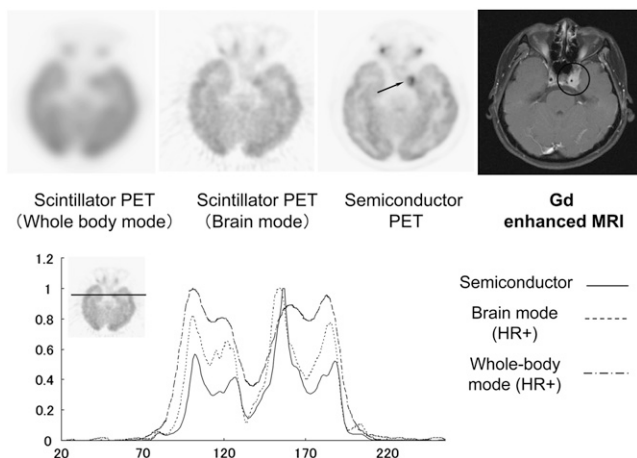 Scintillator PET
(Whole body mode)
Scintillator PET
(Brain mode)
Semiconductor
PET
Gd
enhanced MRI
1.2
1
0.8
0.6
0.4
0.2
0
20
70
120
170
220
Semiconductor
Brain mode
(HR+)
Whole-body
mode (HR+)